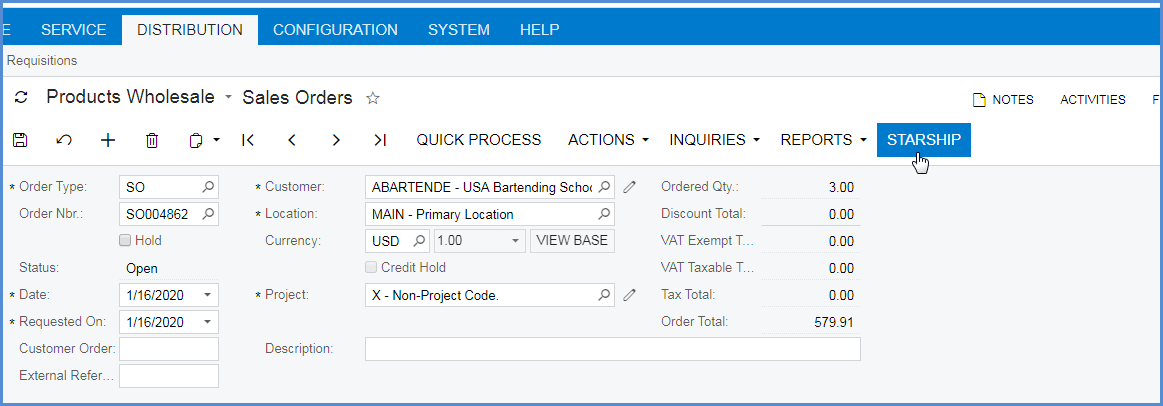 E SERVICE DISTRIBUTION CONFIGURATION SYSTEM HELP
Requisitions
Products Wholesale Sales Orders NOTES ACTIVITIES F
QUICK PROCESS ACTIONS INQUIRIES REPORTS STARSHIP
* Order Type: SO * Customer: ABARTENDE - USA Bartending Schoo Ordered Qty.: 3.00
Order Nbr.: SO004862 * Location: MAIN - Primary Location Discount Total: 0.00
Hold Currency: USD 1.00 VIEW BASE VAT Exempt T... 0.00
Status: Open Credit Hold VAT Taxable T... 0.00
* Date: 1/16/2020 * Project: X - Non-Project Code. Tax Total: 0.00
* Requested On: 1/16/2020 Order Total: 579.91
Customer Order: Description:
External Refer...